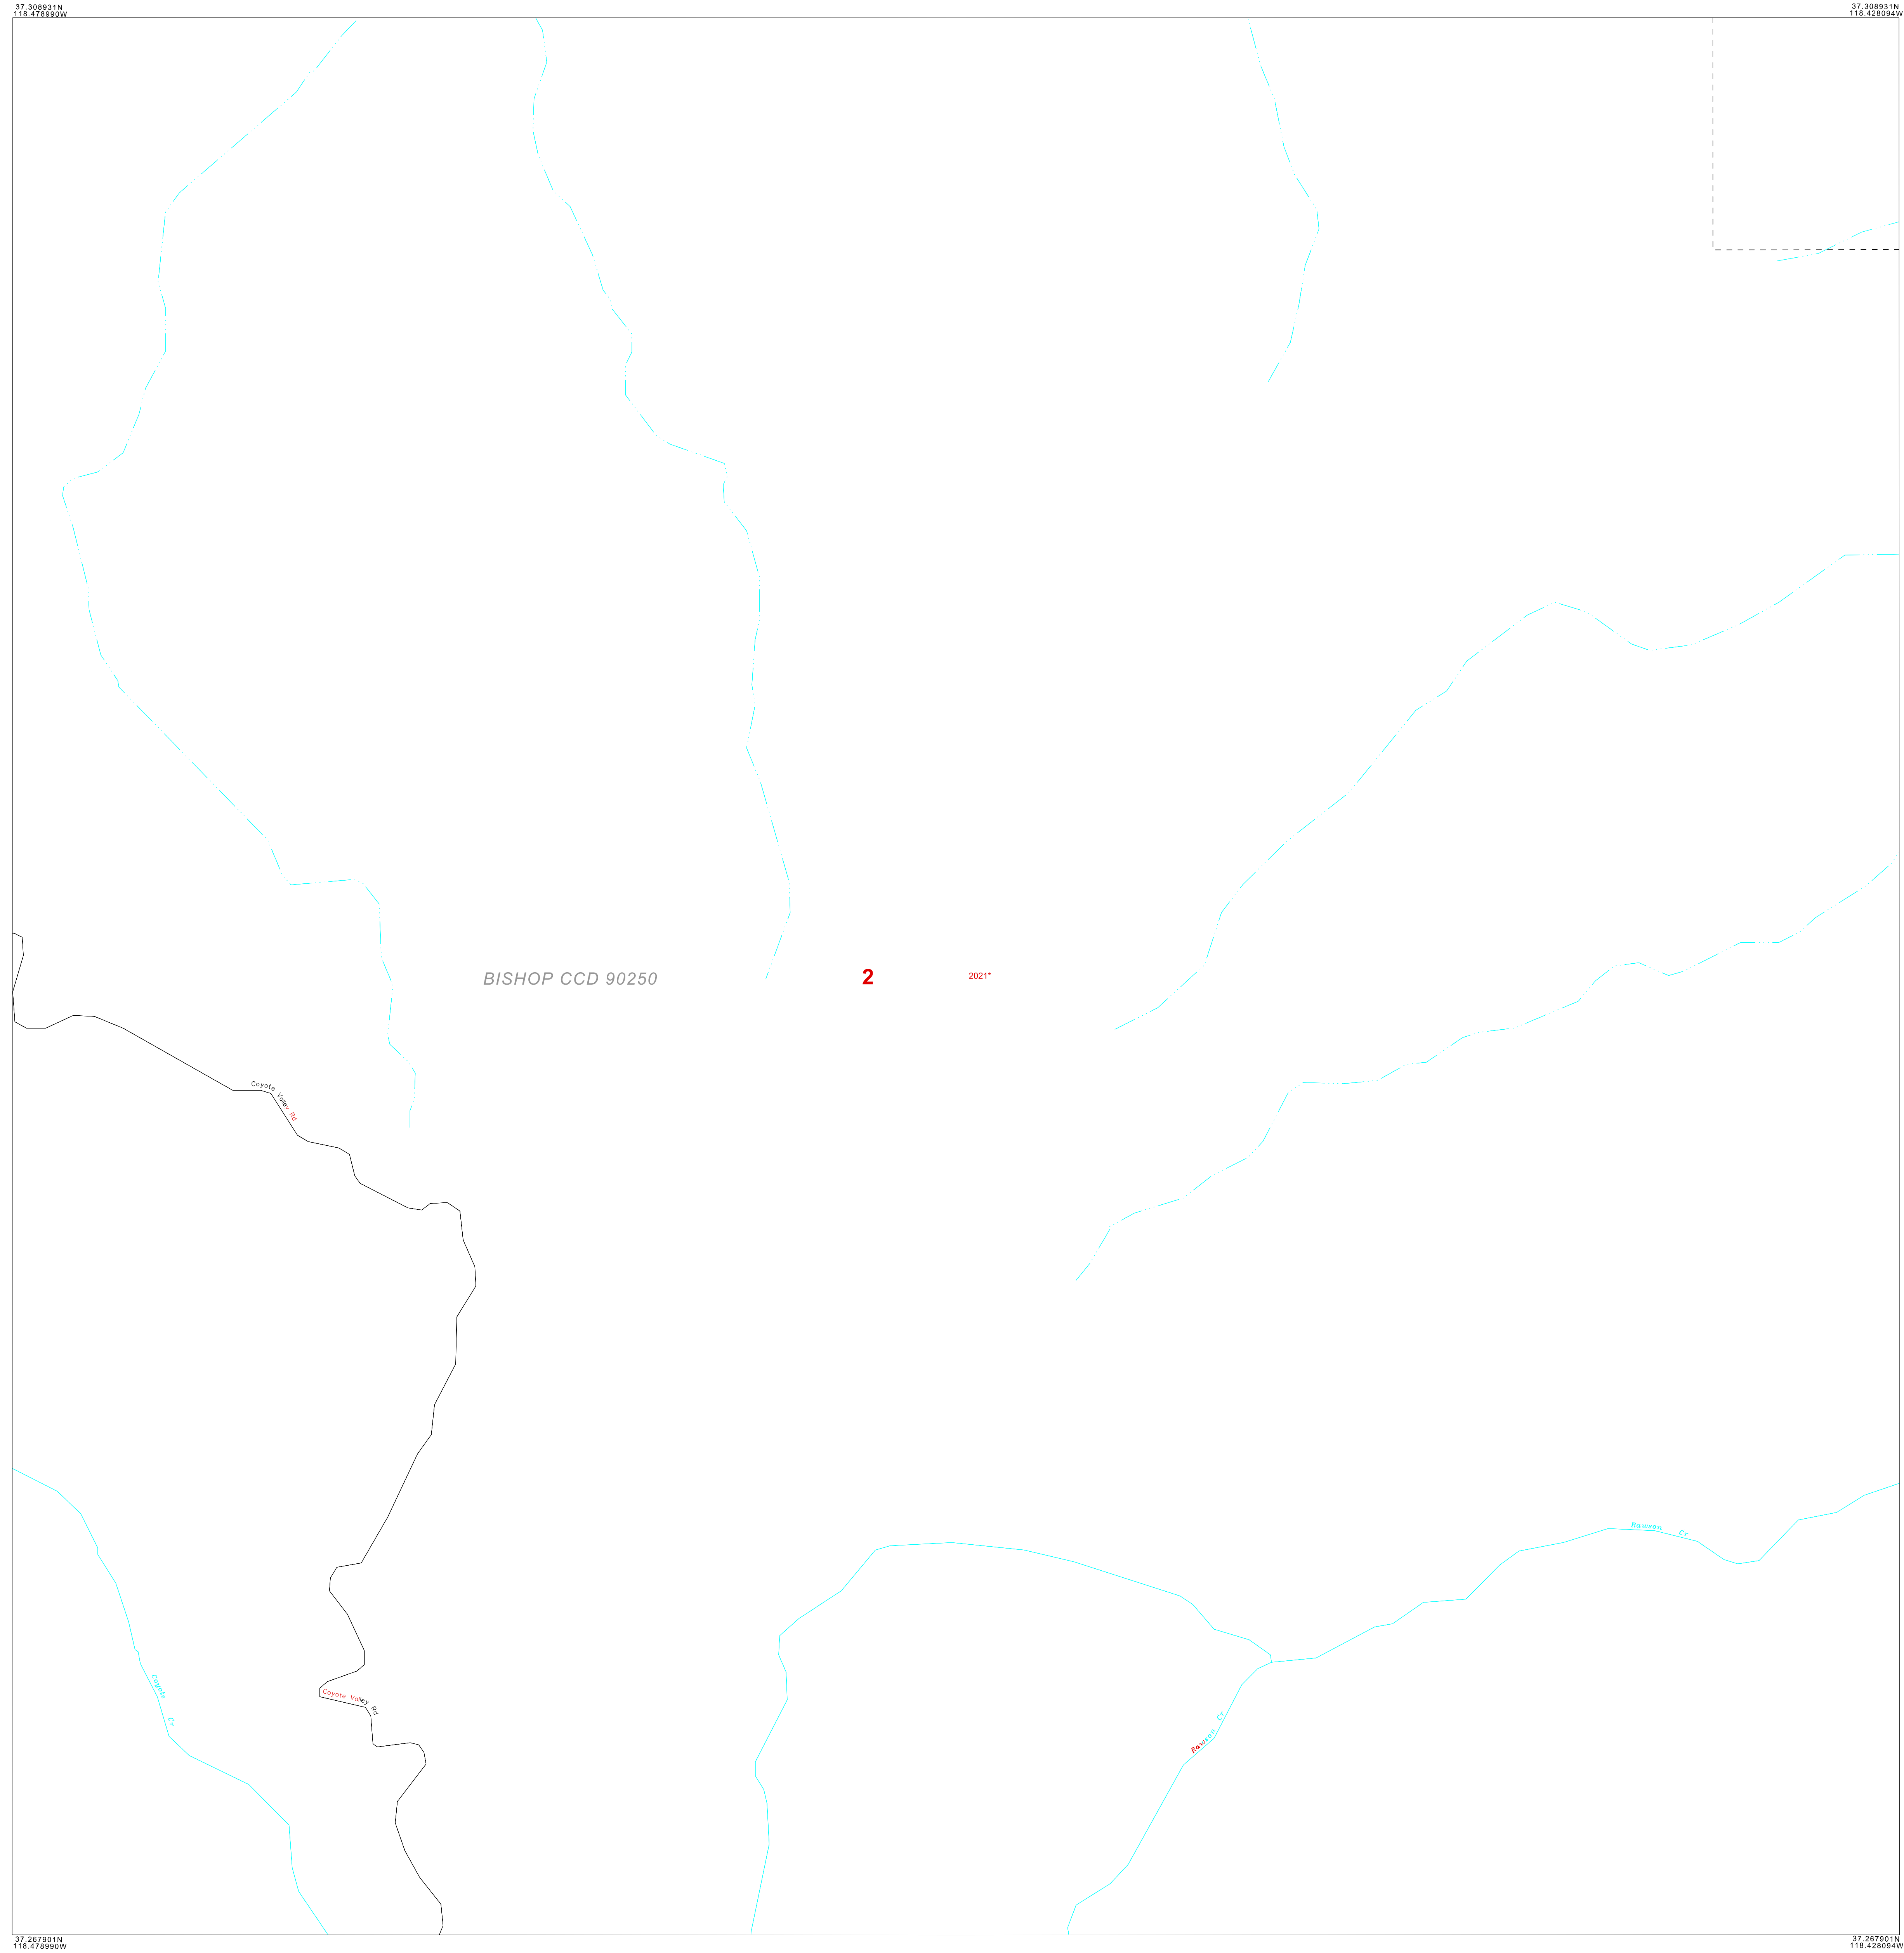 37.308931N
118.478990W
37.308931N
118.428094W
BISHOP CCD 90250
2
2021*
Coyote Valley Rd
Rawson Cr
Coyote Cr
Coyote Valley Rd
Rawson Cr
37.267901N
118.478990W
37.267901N
118.428094W